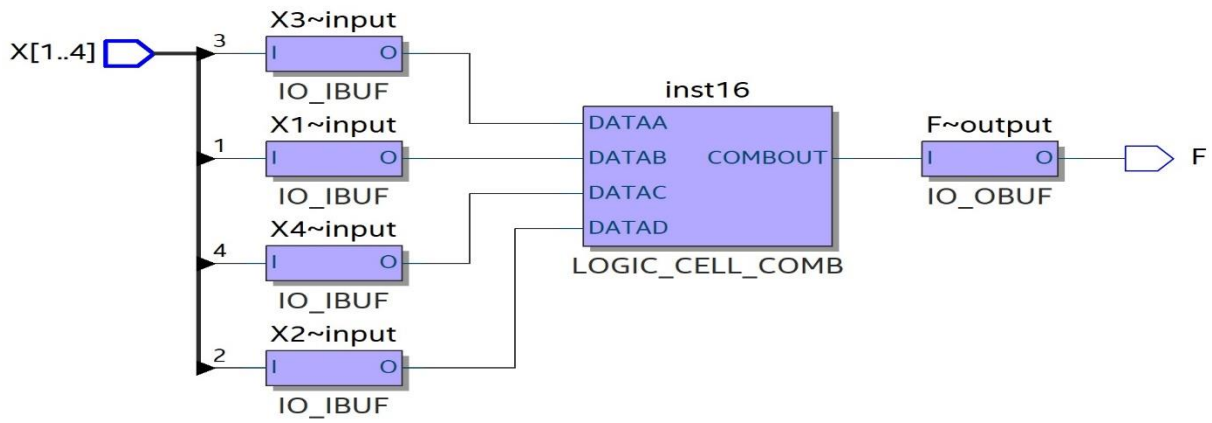 X[1..4]
3
X3~input
I O
IO_IBUF
1
X1~input
I O
IO_IBUF
4
X4~input
I O
IO_IBUF
2
X2~input
I O
IO_IBUF
inst16
DATAA
DATAB COMBOUT
DATAC
DATAD
LOGIC_CELL_COMB
F~output
I O
IO_OBUF
F